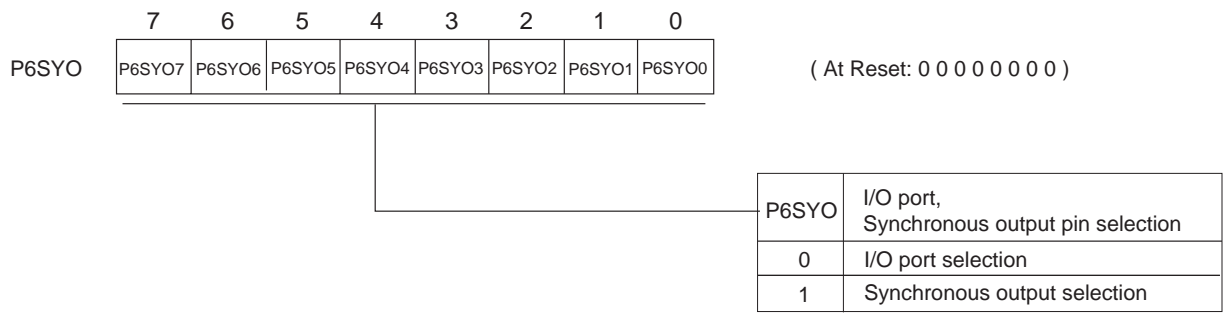 7 6 5 4 3 2 1 0
P6SYO P6SYO7 P6SYO6 P6SYO5 P6SYO4 P6SYO3 P6SYO2 P6SYO1 P6SYO0 ( At Reset: 0 0 0 0 0 0 0 0 )
P6SYO I/O port,
Synchronous output pin selection
0 I/O port selection
1 Synchronous output selection